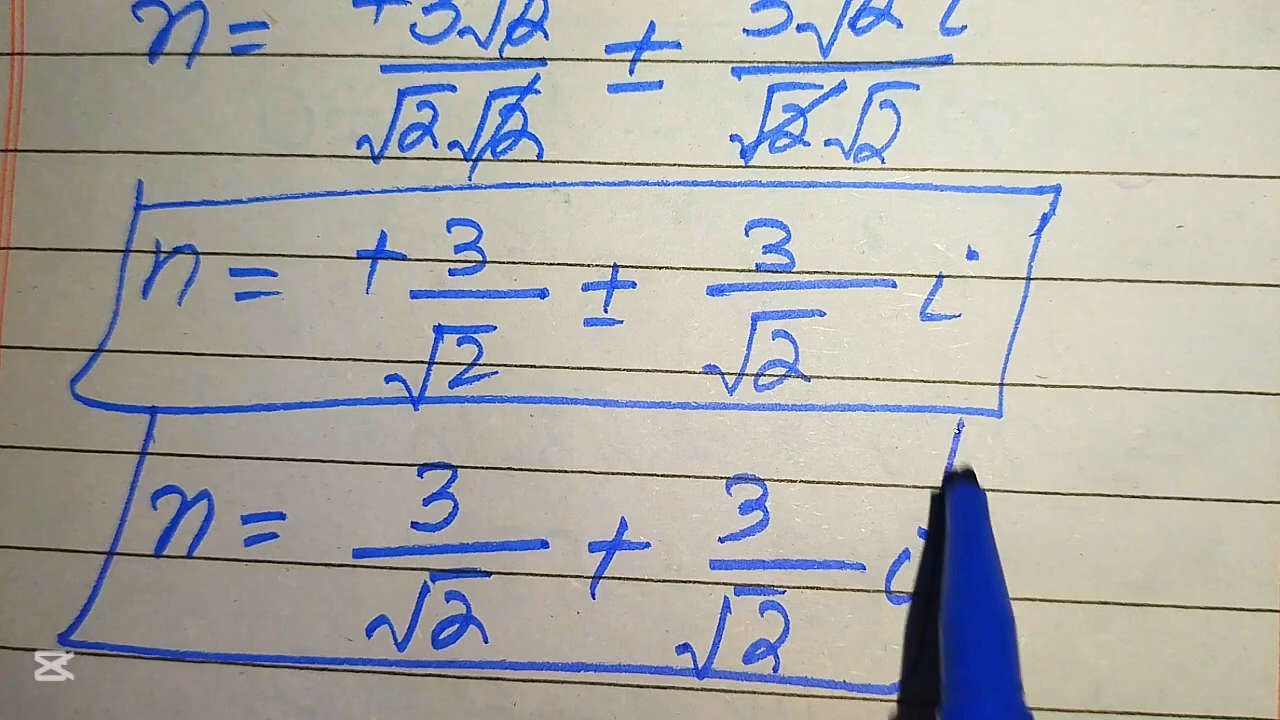 n = +3√2/√2√2 ± 3√2 i/√2√2
n = +3/√2 ± 3/√2 i
n = 3/√2 + 3/√2 i